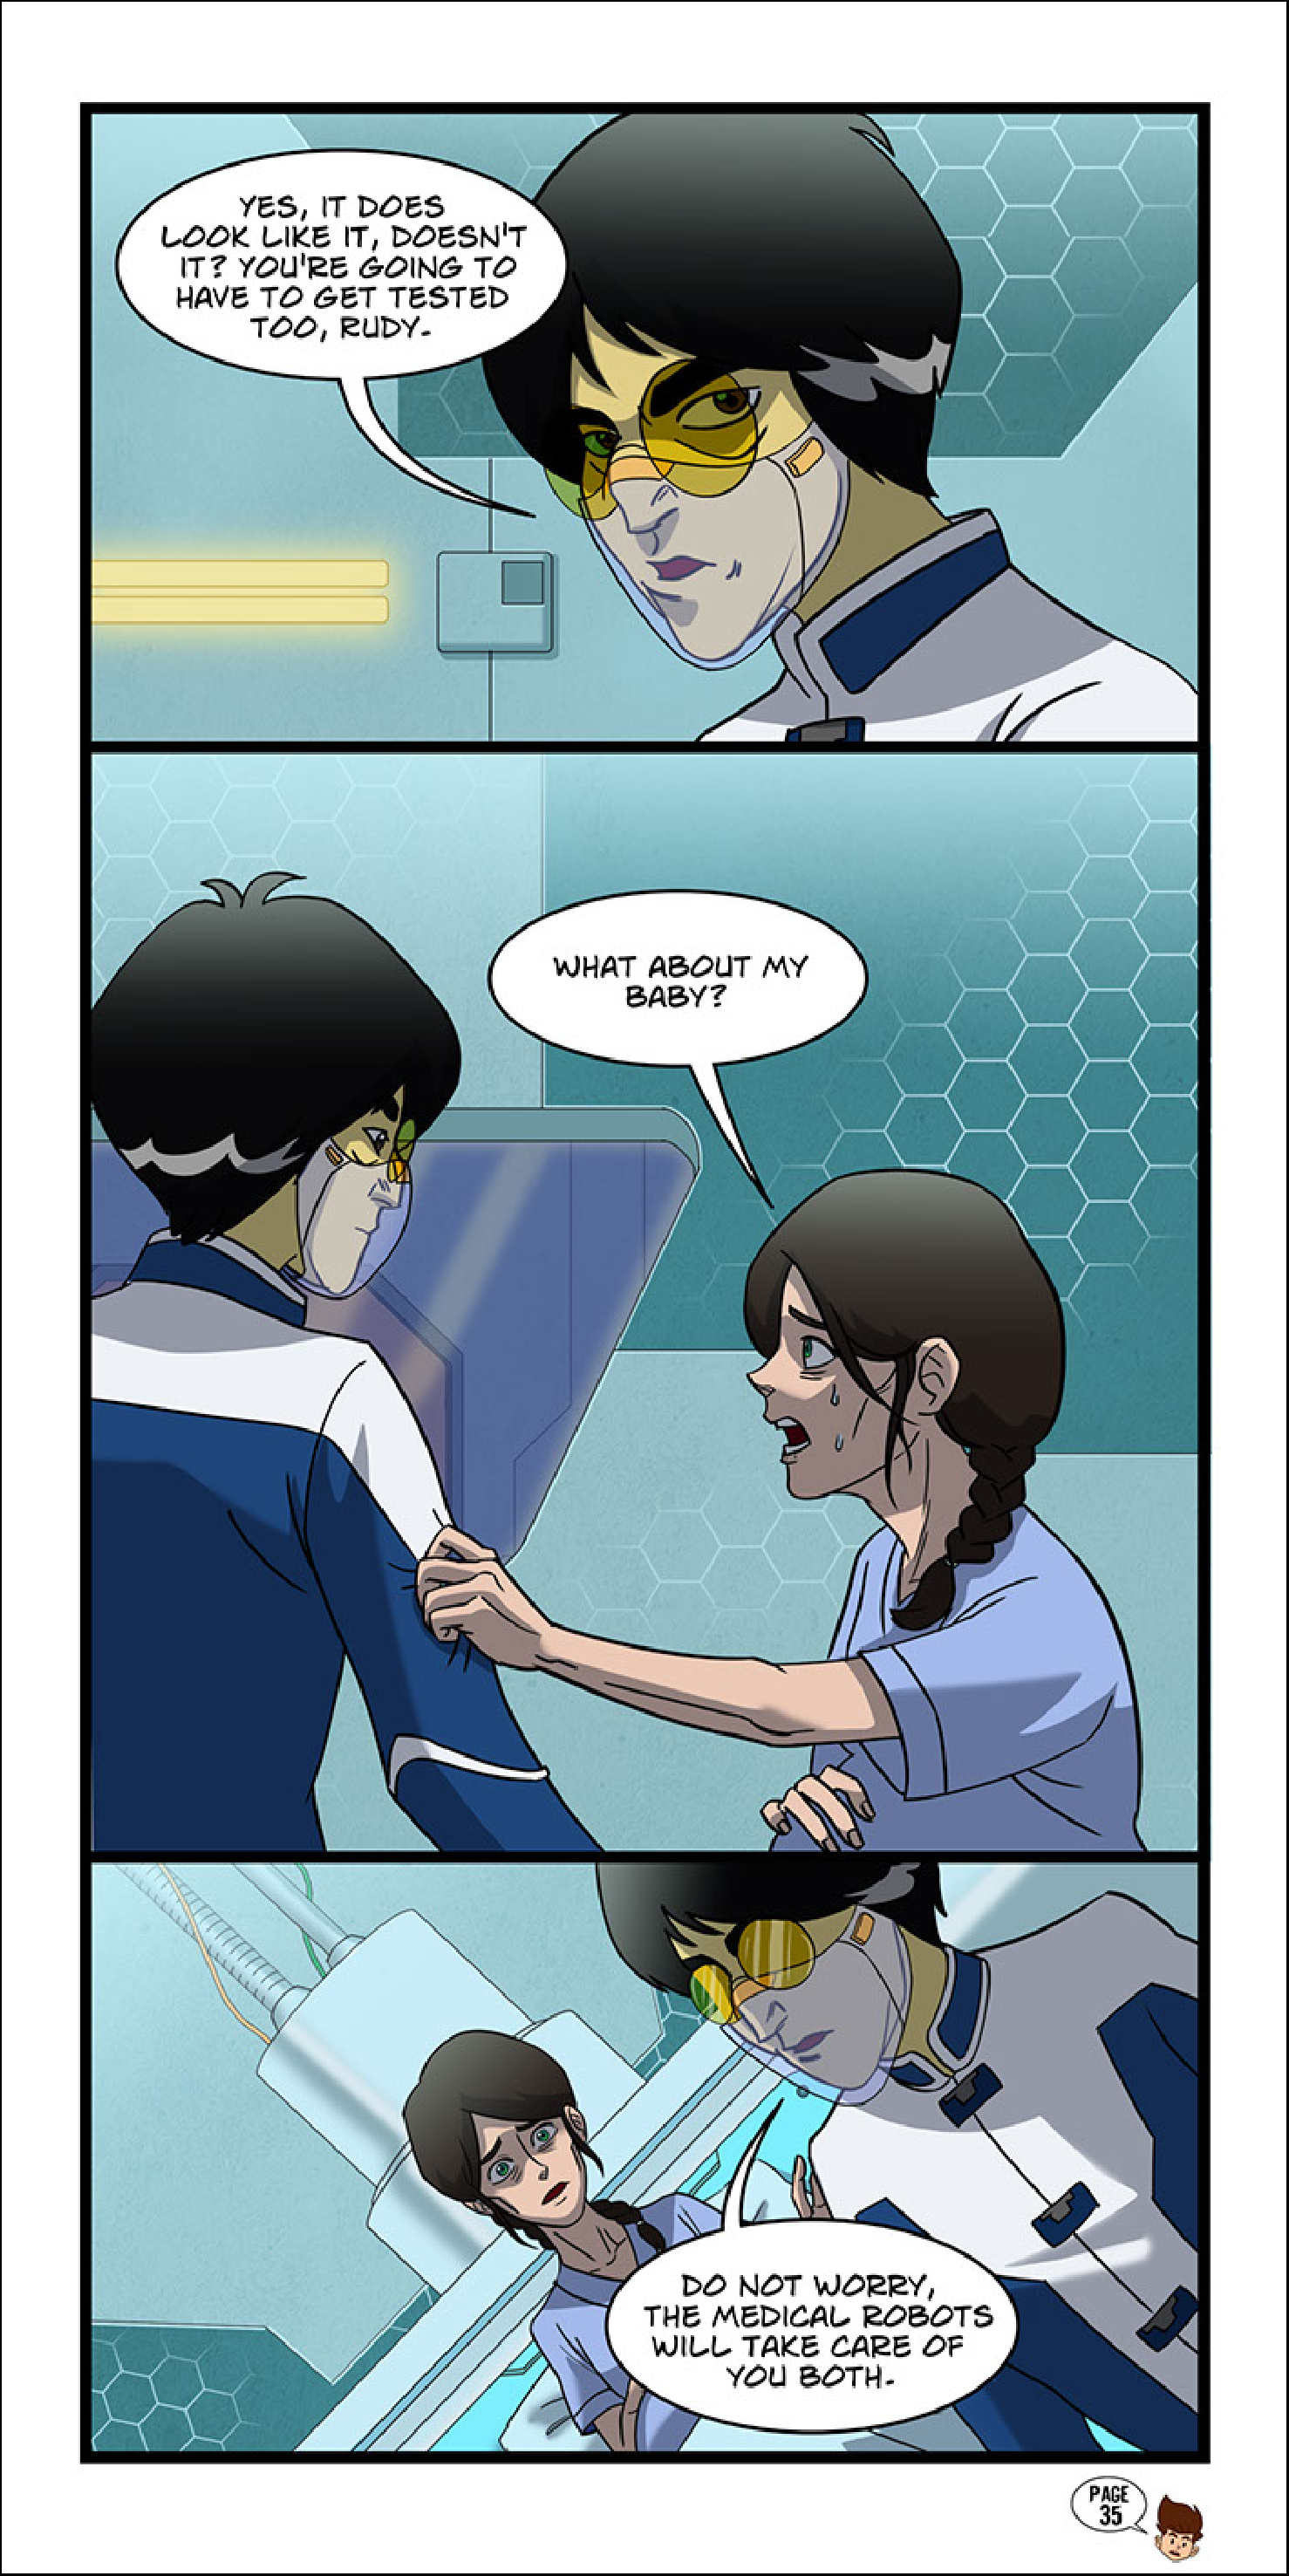 YES, IT DOES
LOOK LIKE IT, DOESN'T
IT? YOU'RE GOING TO
HAVE TO GET TESTED
TOO, RUDY.
WHAT ABOUT MY
BABY?
DO NOT WORRY,
THE MEDICAL ROBOTS
WILL TAKE CARE OF
YOU BOTH.
PAGE
35